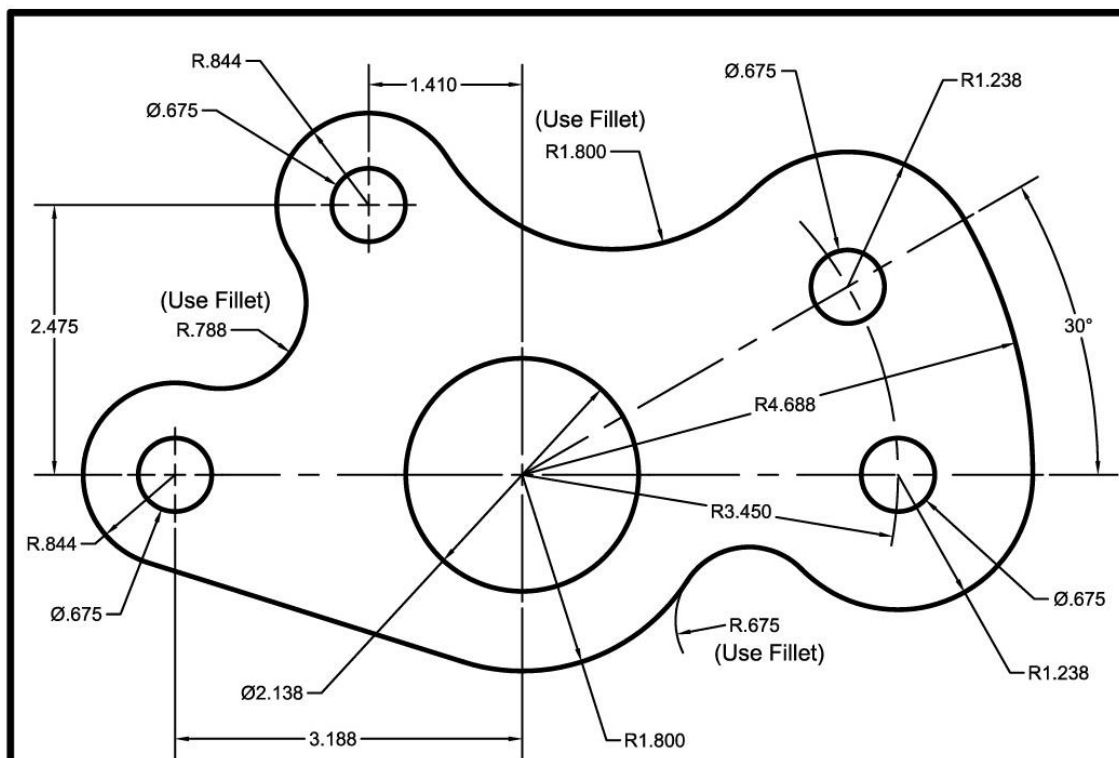 R.844
1.410
Ø.675
R1.238
Ø.675
(Use Fillet)
R1.800
(Use Fillet)
R.788
2.475
30°
R4.688
R3.450
R.844
Ø.675
Ø.675
R.675
(Use Fillet)
R1.238
Ø2.138
3.188
R1.800